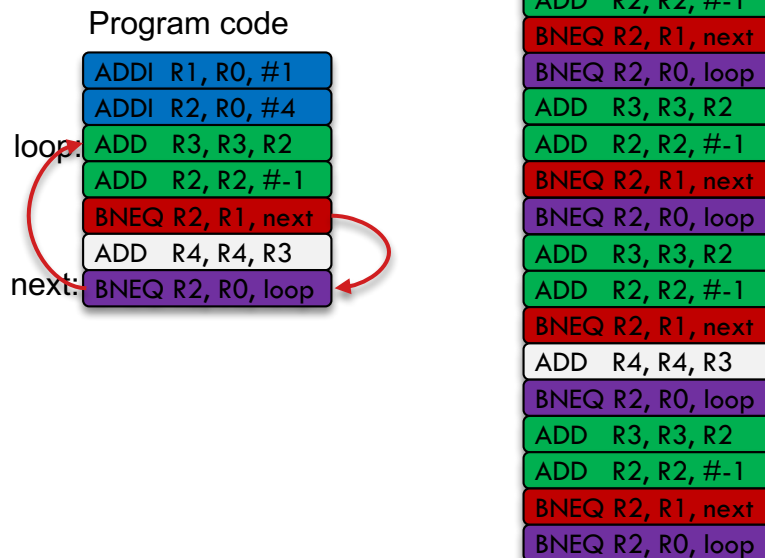 Program code
ADDI R1, R0, #1
ADDI R2, R0, #4
loop: ADD R3, R3, R2
ADD R2, R2, #-1
BNEQ R2, R1, next
ADD R4, R4, R3
next: BNEQ R2, R0, loop
ADD R2, R2, #-1
BNEQ R2, R1, next
BNEQ R2, R0, loop
ADD R3, R3, R2
ADD R2, R2, #-1
BNEQ R2, R1, next
BNEQ R2, R0, loop
ADD R3, R3, R2
ADD R2, R2, #-1
BNEQ R2, R1, next
ADD R4, R4, R3
BNEQ R2, R0, loop
ADD R3, R3, R2
ADD R2, R2, #-1
BNEQ R2, R1, next
BNEQ R2, R0, loop